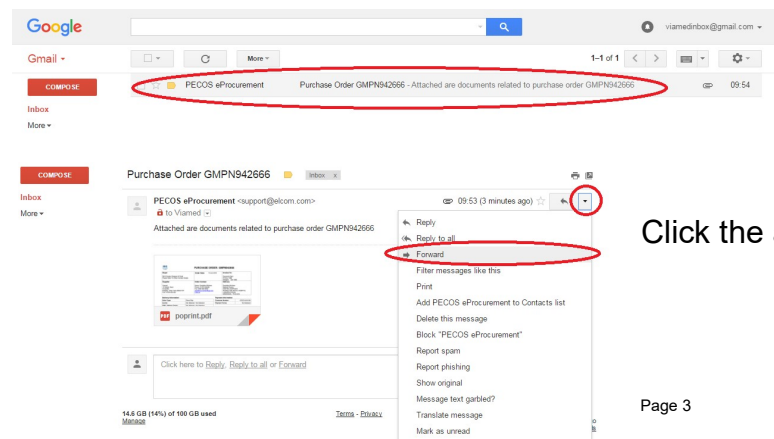 Google
viamedinbox@gmail.com
Gmail
More
1–1 of 1
COMPOSE
PECOS eProcurement Purchase Order GMPN942666 - Attached are documents related to purchase order GMPN942666 09:54
Inbox
More
COMPOSE
Purchase Order GMPN942666 Inbox x
Inbox
PECOS eProcurement <support@elcom.com> 09:53 (3 minutes ago)
More
to Viamed
Attached are documents related to purchase order GMPN942666
Reply
Reply to all
Click the
Forward
Filter messages like this
Print
Add PECOS eProcurement to Contacts list
Delete this message
PDF poprint.pdf
Block "PECOS eProcurement"
Report spam
Click here to Reply, Reply to all or Forward
Report phishing
Show original
Message text garbled?
Page 3
14.6 GB (14%) of 100 GB used
Terms - Privacy
Translate message
Manage
Mark as unread